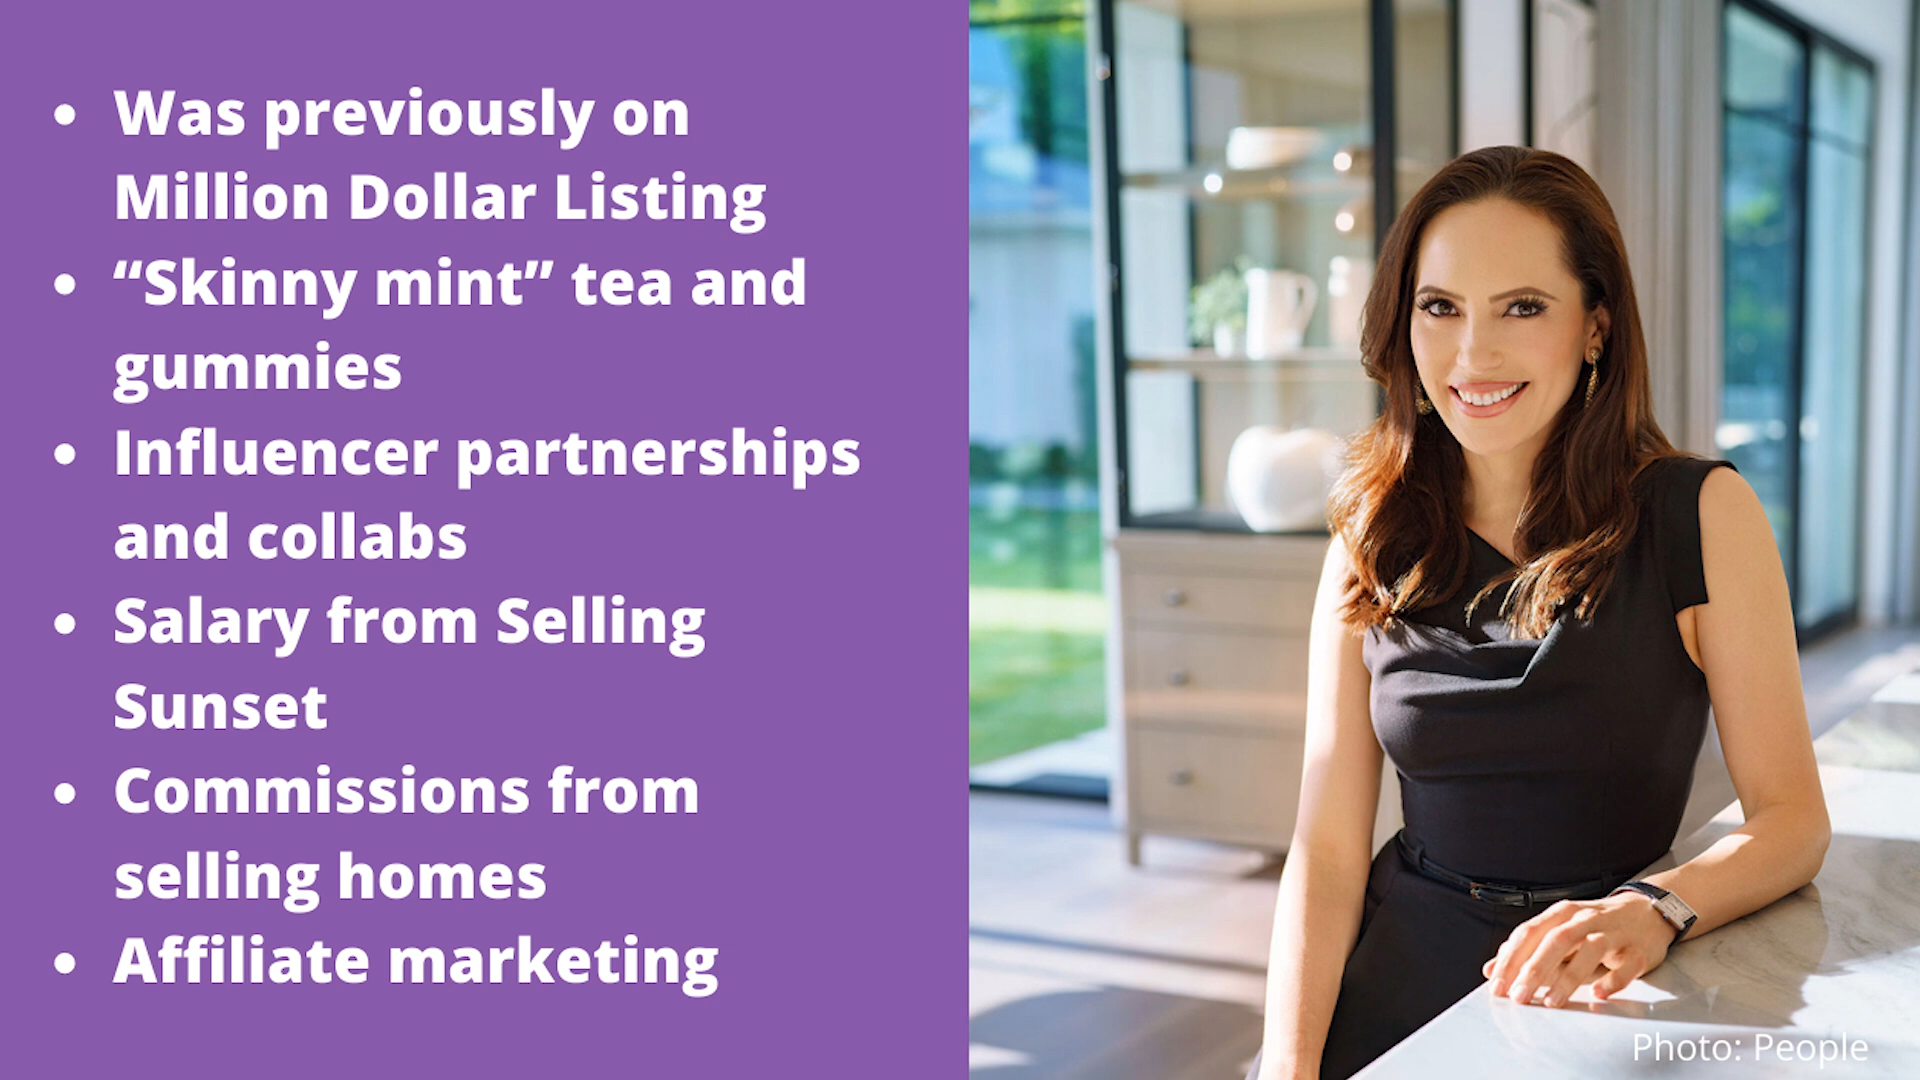 • Was previously on
Million Dollar Listing
• “Skinny mint” tea and
gummies
• Influencer partnerships
and collabs
• Salary from Selling
Sunset
• Commissions from
selling homes
• Affiliate marketing
Photo: People